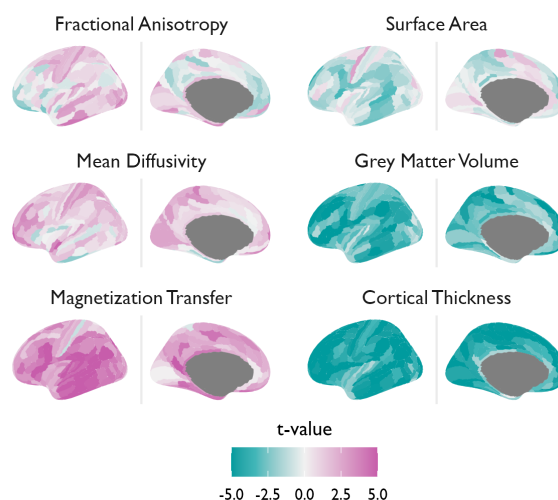 Fractional Anisotropy
Surface Area
Mean Diffusivity
Grey Matter Volume
Magnetization Transfer
Cortical Thickness
t-value
-5.0 -2.5 0.0 2.5 5.0